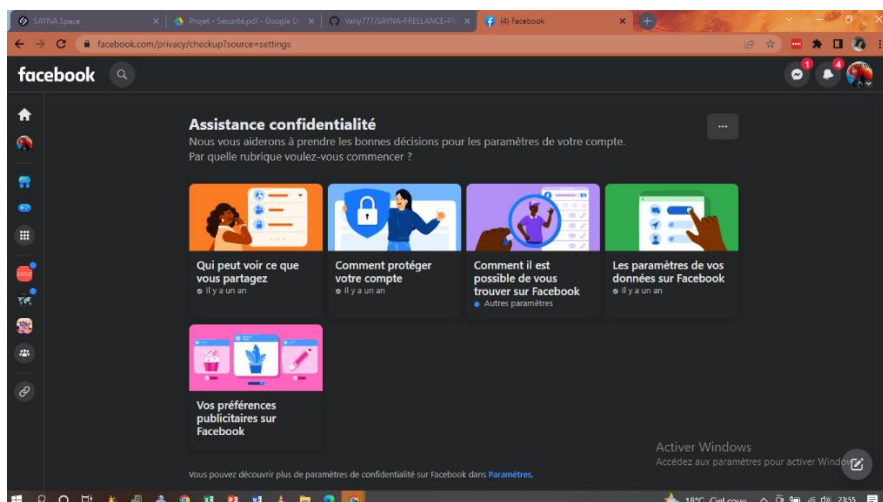 SAYNA Space
Projet - Sécurité.pdf - Google Dr
Vahy777/SAYNA-FREELANCE-PR
(4) Facebook
facebook.com/privacy/checkup?source=settings
facebook
1
4
Assistance confidentialité
Nous vous aiderons à prendre les bonnes décisions pour les paramètres de votre compte.
Par quelle rubrique voulez-vous commencer ?
Qui peut voir ce que
vous partagez
Il y a un an
Comment protéger
votre compte
Il y a un an
Comment il est
possible de vous
trouver sur Facebook
Autres paramètres
Les paramètres de vos
données sur Facebook
Il y a un an
Vos préférences
publicitaires sur
Facebook
Vous pouvez découvrir plus de paramètres de confidentialité sur Facebook dans Paramètres.
Activer Windows
Accédez aux paramètres pour activer Windo
18°C Ciel couv.
23:55